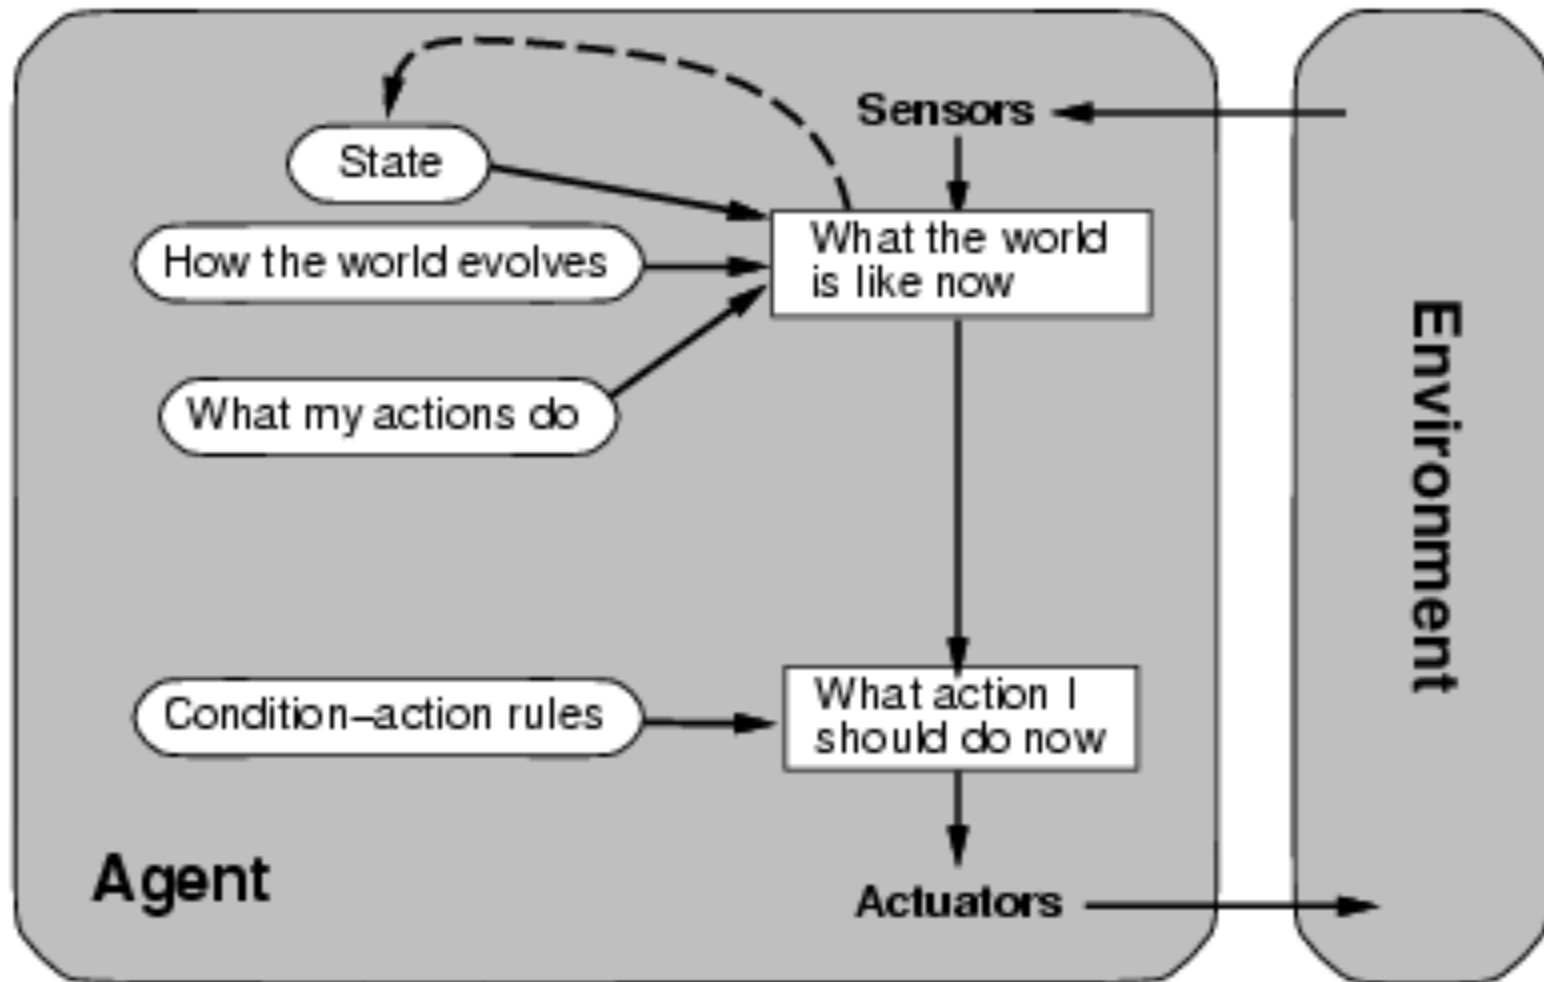 Sensors
State
What the world
is like now
How the world evolves
What my actions do
Environment
Condition–action rules
What action I
should do now
Agent
Actuators